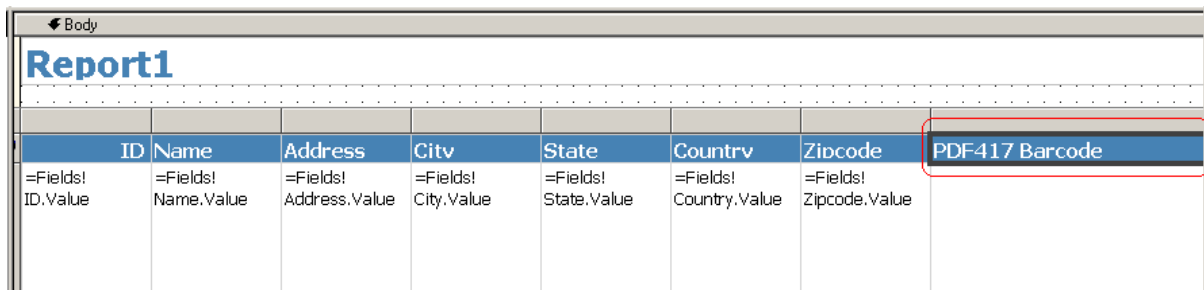 Body
Report1
ID Name Address City State Country Zipcode PDF417 Barcode
=Fields! =Fields! =Fields! =Fields! =Fields! =Fields! =Fields!
ID.Value Name.Value Address.Value City.Value State.Value Country.Value Zipcode.Value